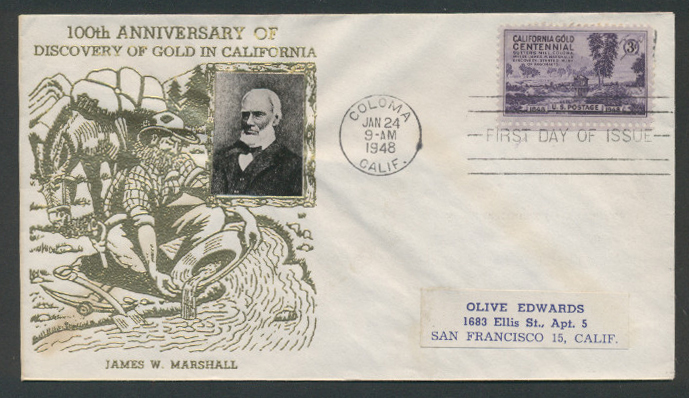 100th ANNIVERSARY OF
DISCOVERY OF GOLD IN CALIFORNIA
JAMES W. MARSHALL
COLOMA
JAN 24
9-AM
1948
CALIF.
CALIFORNIA GOLD
CENTENNIAL
3¢
U.S. POSTAGE
FIRST DAY OF ISSUE
OLIVE EDWARDS
1683 Ellis St., Apt. 5
SAN FRANCISCO 15, CALIF.